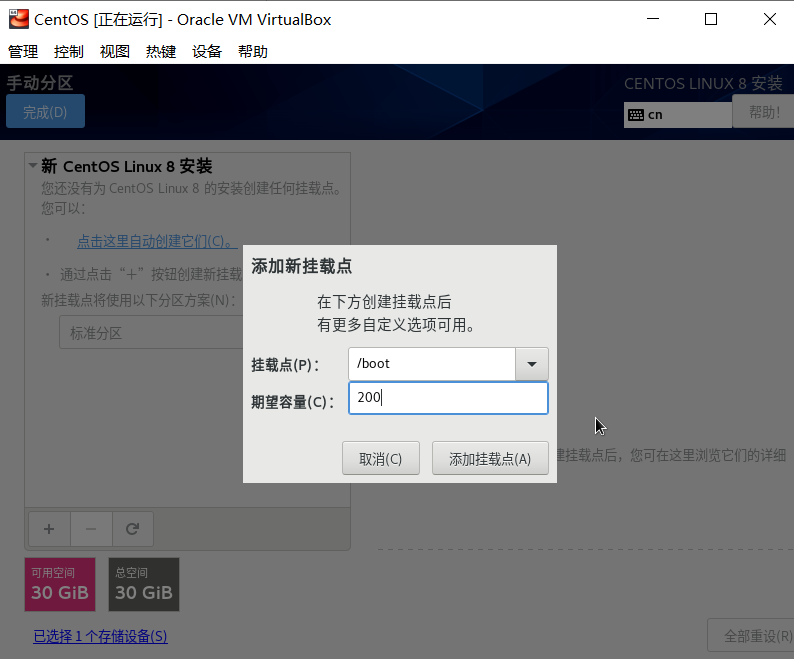 CentOS [正在运行] - Oracle VM VirtualBox
管理 控制 视图 热键 设备 帮助
手动分区
CENTOS LINUX 8 安装
完成(D)
cn
帮助!
新 CentOS Linux 8 安装
您还没有为 CentOS Linux 8 的安装创建任何挂载点。
您可以:
· 点击这里自动创建它们(C)。
· 通过点击“+”按钮创建新挂载
新挂载点将使用以下分区方案(N):
标准分区
添加新挂载点
在下方创建挂载点后
有更多自定义选项可用。
挂载点(P): /boot
期望容量(C): 200
取消(C) 添加挂载点(A)
建挂载点后，您可在这里浏览它们的详细
可用空间
30 GiB
总空间
30 GiB
已选择 1 个存储设备(S)
全部重设(R)